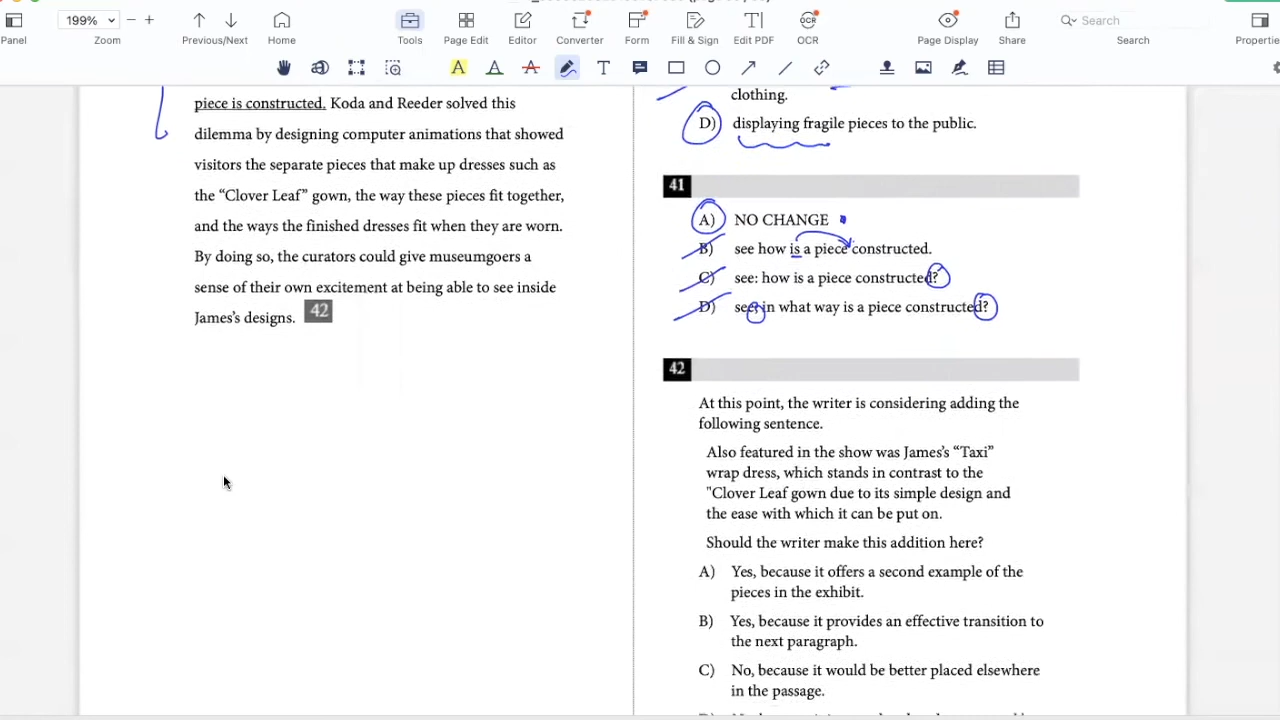 199%
Panel
Zoom
Previous/Next
Home
Tools
Page Edit
Editor
Converter
Form
Fill & Sign
Edit PDF
OCR
OCR
Page Display
Share
Search
Search
Propertie
piece is constructed. Koda and Reeder solved this
dilemma by designing computer animations that showed
visitors the separate pieces that make up dresses such as
the “Clover Leaf” gown, the way these pieces fit together,
and the ways the finished dresses fit when they are worn.
By doing so, the curators could give museumgoers a
sense of their own excitement at being able to see inside
James’s designs. 42
clothing.
D) displaying fragile pieces to the public.
41
A) NO CHANGE
B) see how is a piece constructed.
C) see: how is a piece constructed?
D) see, in what way is a piece constructed?
42
At this point, the writer is considering adding the
following sentence.
Also featured in the show was James’s “Taxi”
wrap dress, which stands in contrast to the
"Clover Leaf gown due to its simple design and
the ease with which it can be put on.
Should the writer make this addition here?
A) Yes, because it offers a second example of the
pieces in the exhibit.
B) Yes, because it provides an effective transition to
the next paragraph.
C) No, because it would be better placed elsewhere
in the passage.